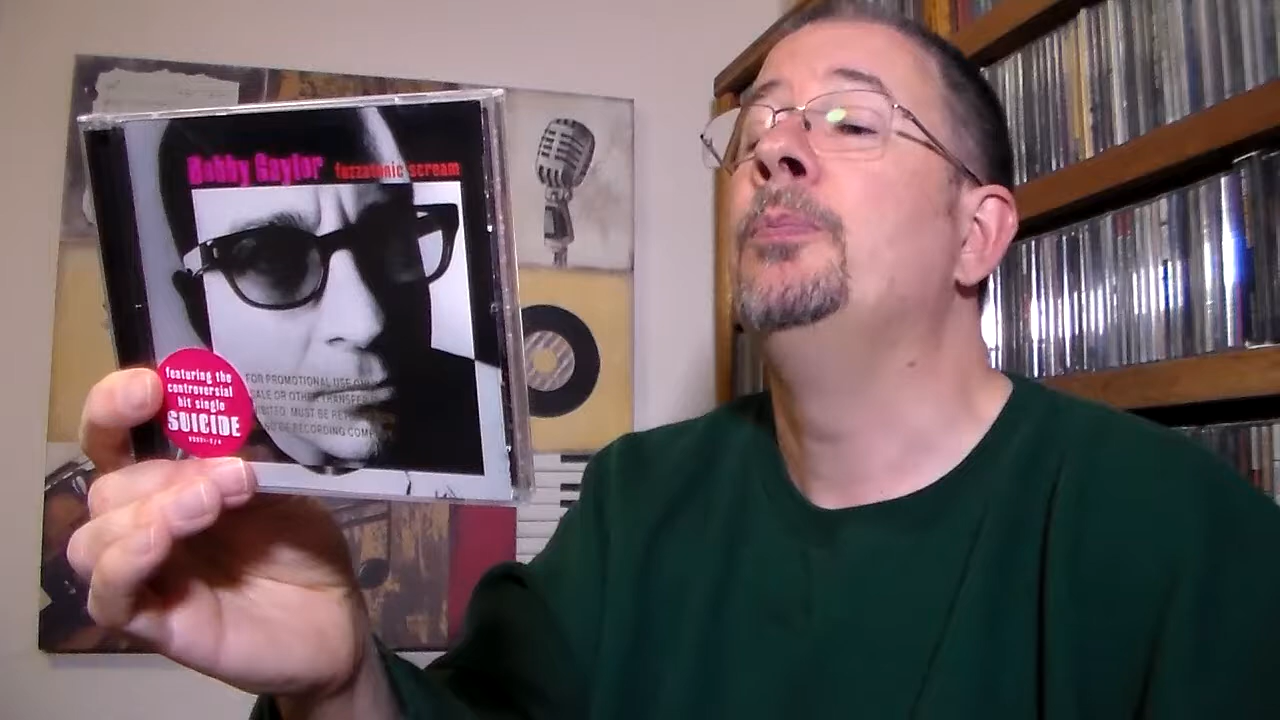 Bobby Gaylor fuzzatonic scream
featuring the
controversial
hit single
SUICIDE
FOR PROMOTIONAL USE ONLY
SALE OR OTHER TRANSFER
MUST BE
RECORDING